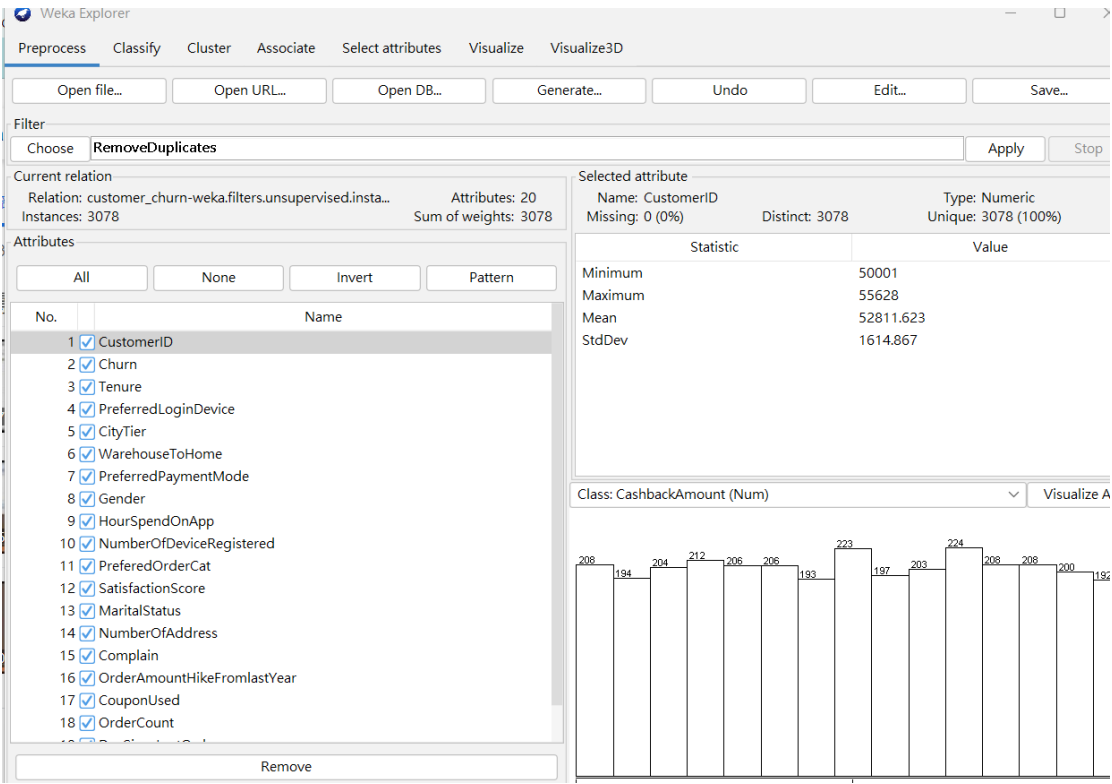 Weka Explorer
Preprocess Classify Cluster Associate Select attributes Visualize Visualize3D
Open file... Open URL... Open DB... Generate... Undo Edit... Save...
Filter
Choose RemoveDuplicates Apply Stop
Current relation
Relation: customer_churn-weka.filters.unsupervised.insta... Attributes: 20
Instances: 3078 Sum of weights: 3078
Attributes
All None Invert Pattern
No. Name
1 CustomerID
2 Churn
3 Tenure
4 PreferredLoginDevice
5 CityTier
6 WarehouseToHome
7 PreferredPaymentMode
8 Gender
9 HourSpendOnApp
10 NumberOfDeviceRegistered
11 PreferedOrderCat
12 SatisfactionScore
13 MaritalStatus
14 NumberOfAddress
15 Complain
16 OrderAmountHikeFromlastYear
17 CouponUsed
18 OrderCount
Remove
Selected attribute
Name: CustomerID Type: Numeric
Missing: 0 (0%) Distinct: 3078 Unique: 3078 (100%)
Statistic Value
Minimum 50001
Maximum 55628
Mean 52811.623
StdDev 1614.867
Class: CashbackAmount (Num) Visualize A
208 194 204 212 206 206 193 223 197 203 224 208 208 200 192